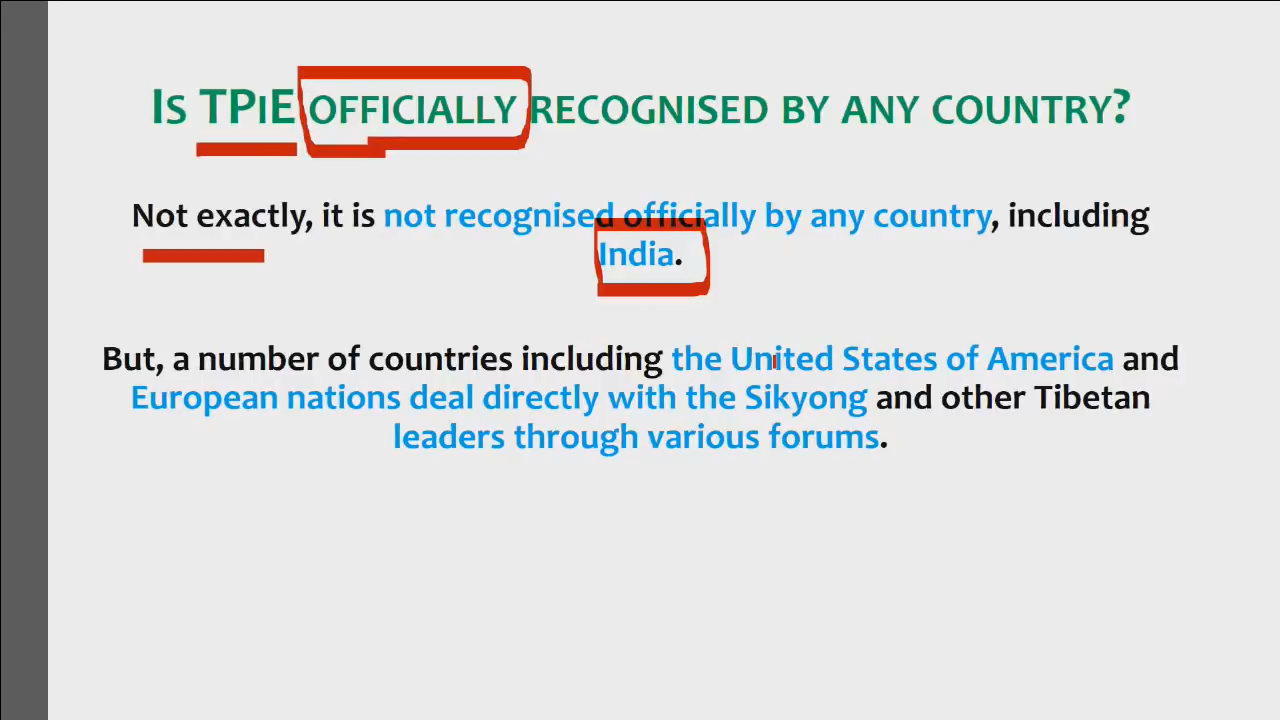 Is TPiE officially recognised by any country?
Not exactly, it is not recognised officially by any country, including
India.
But, a number of countries including the United States of America and
European nations deal directly with the Sikyong and other Tibetan
leaders through various forums.